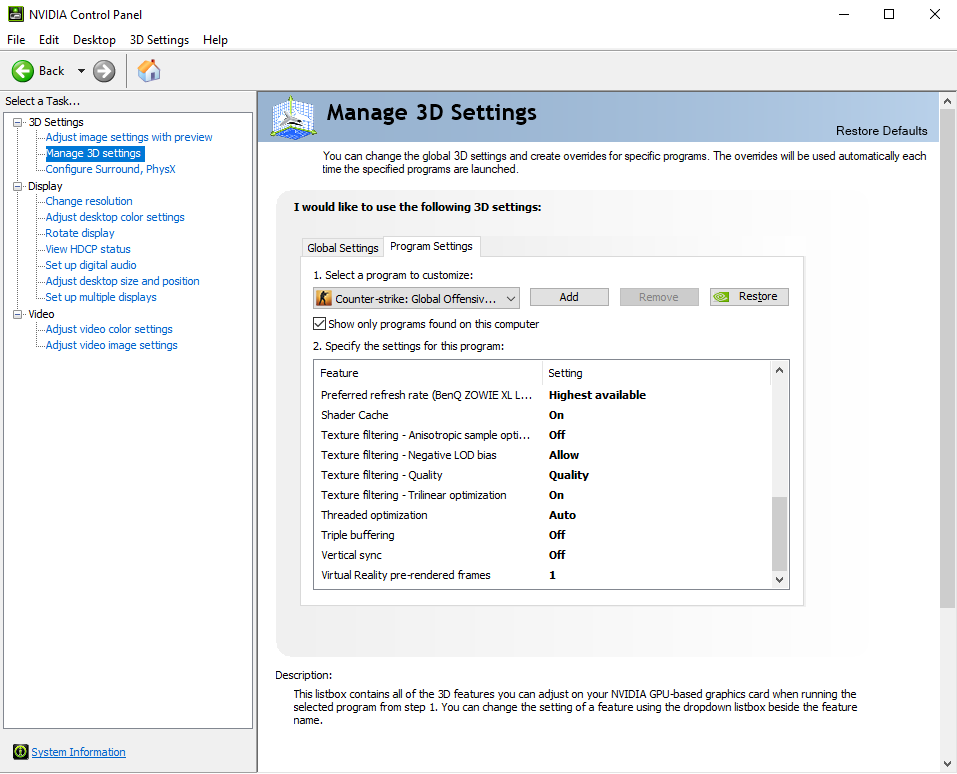 NVIDIA Control Panel
File Edit Desktop 3D Settings Help
Back
Select a Task...
3D Settings
Adjust image settings with preview
Manage 3D settings
Configure Surround, PhysX
Display
Change resolution
Adjust desktop color settings
Rotate display
View HDCP status
Set up digital audio
Adjust desktop size and position
Set up multiple displays
Video
Adjust video color settings
Adjust video image settings
System Information
Manage 3D Settings
Restore Defaults
You can change the global 3D settings and create overrides for specific programs. The overrides will be used automatically each
time the specified programs are launched.
I would like to use the following 3D settings:
Global Settings Program Settings
1. Select a program to customize:
Counter-strike: Global Offensiv... Add Remove Restore
Show only programs found on this computer
2. Specify the settings for this program:
Feature Setting
Preferred refresh rate (BenQ ZOWIE XL L... Highest available
Shader Cache On
Texture filtering - Anisotropic sample opti... Off
Texture filtering - Negative LOD bias Allow
Texture filtering - Quality Quality
Texture filtering - Trilinear optimization On
Threaded optimization Auto
Triple buffering Off
Vertical sync Off
Virtual Reality pre-rendered frames 1
Description:
This listbox contains all of the 3D features you can adjust on your NVIDIA GPU-based graphics card when running the
selected program from step 1. You can change the setting of a feature using the dropdown listbox beside the feature
name.